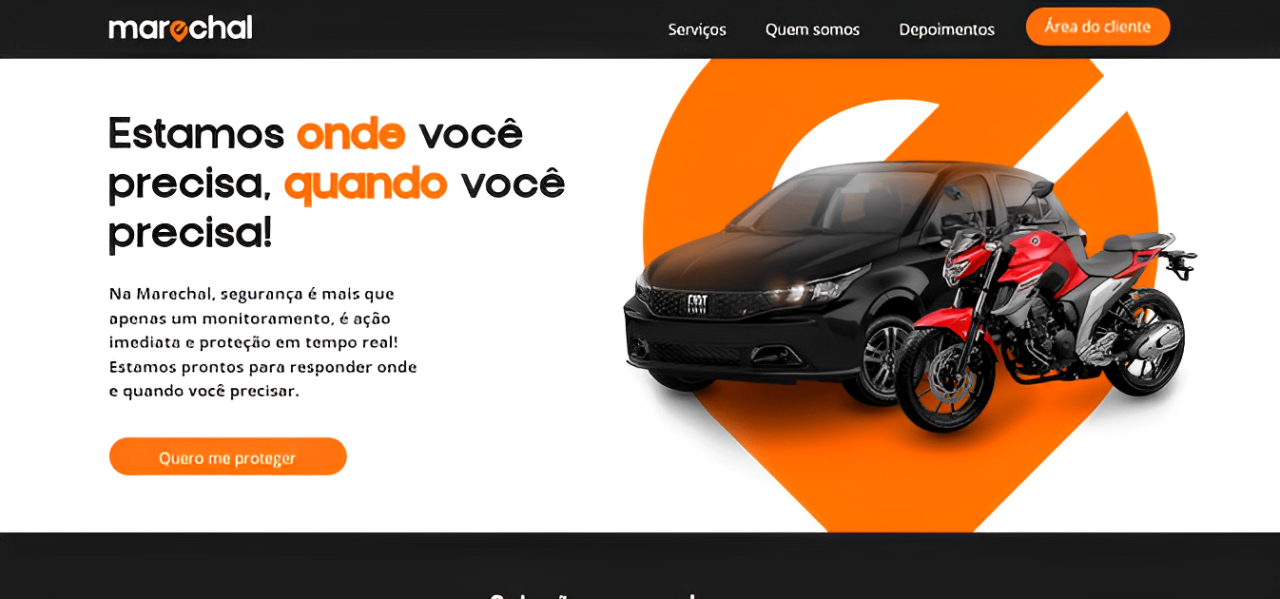 marechal
Serviços
Quem somos
Depoimentos
Área do cliente
Estamos onde você
precisa, quando você
precisa!
Na Marechal, segurança é mais que
apenas um monitoramento, é ação
imediata e proteção em tempo real!
Estamos prontos para responder onde
e quando você precisar.
Quero me proteger
FIAT